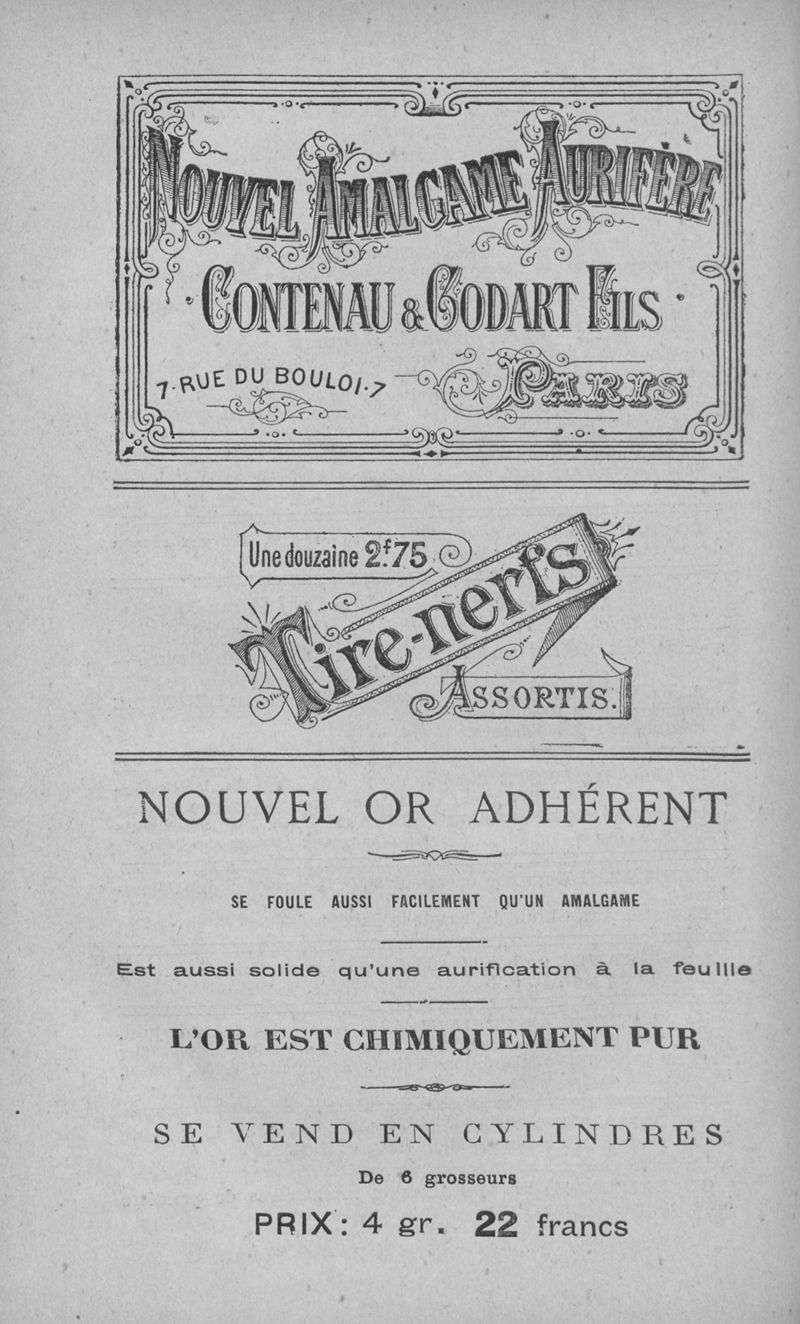 NOUVEL AMALGAME AURIFÈRE
CONTENAU & GODART FILS
7. RUE DU BOULOI. 7
PARIS
Une douzaine 2f.75
Tire-nerfs
ASSORTIS.
NOUVEL OR ADHÉRENT
SE FOULE AUSSI FACILEMENT QU'UN AMALGAME
Est aussi solide qu'une aurification à la feuille
L'OR EST CHIMIQUEMENT PUR
SE VEND EN CYLINDRES
De 6 grosseurs
PRIX: 4 gr. 22 francs